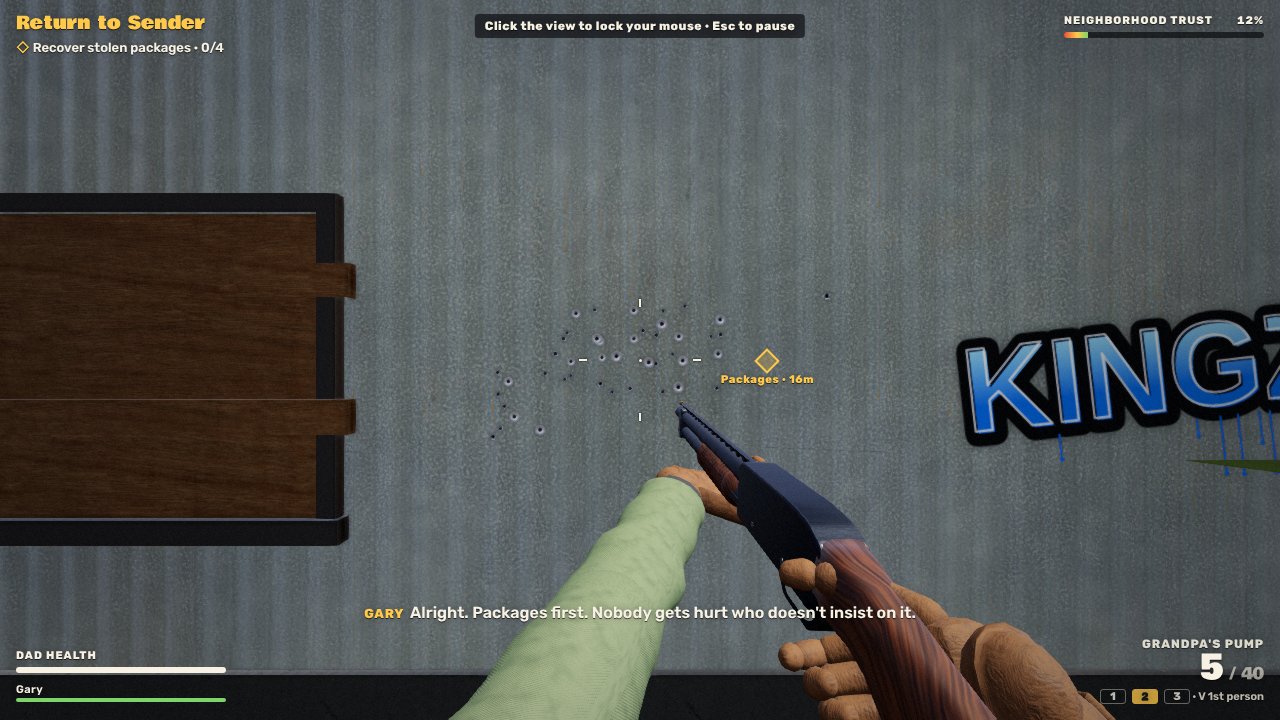 Return to Sender
Recover stolen packages · 0/4
Click the view to lock your mouse · Esc to pause
NEIGHBORHOOD TRUST 12%
Packages · 16m
GARY Alright. Packages first. Nobody gets hurt who doesn't insist on it.
DAD HEALTH
Gary
GRANDPA'S PUMP
5 / 40
1 2 3 · V 1st person